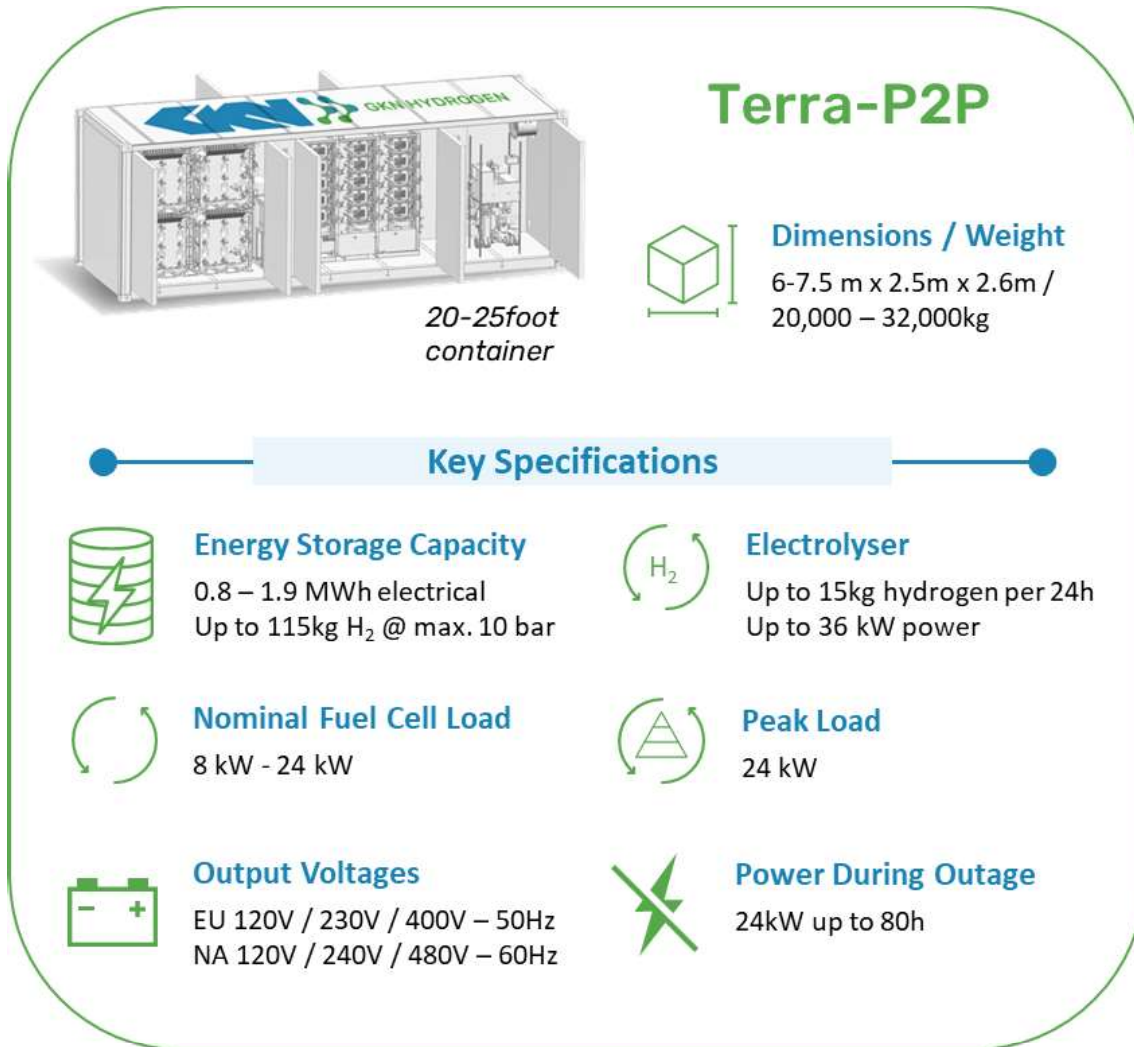 GKN HYDROGEN
Terra-P2P
20-25foot
container
Dimensions / Weight
6-7.5 m x 2.5m x 2.6m /
20,000 – 32,000kg
Key Specifications
Energy Storage Capacity
0.8 – 1.9 MWh electrical
Up to 115kg H₂ @ max. 10 bar
H₂
Electrolyser
Up to 15kg hydrogen per 24h
Up to 36 kW power
Nominal Fuel Cell Load
8 kW - 24 kW
Peak Load
24 kW
Output Voltages
EU 120V / 230V / 400V – 50Hz
NA 120V / 240V / 480V – 60Hz
Power During Outage
24kW up to 80h